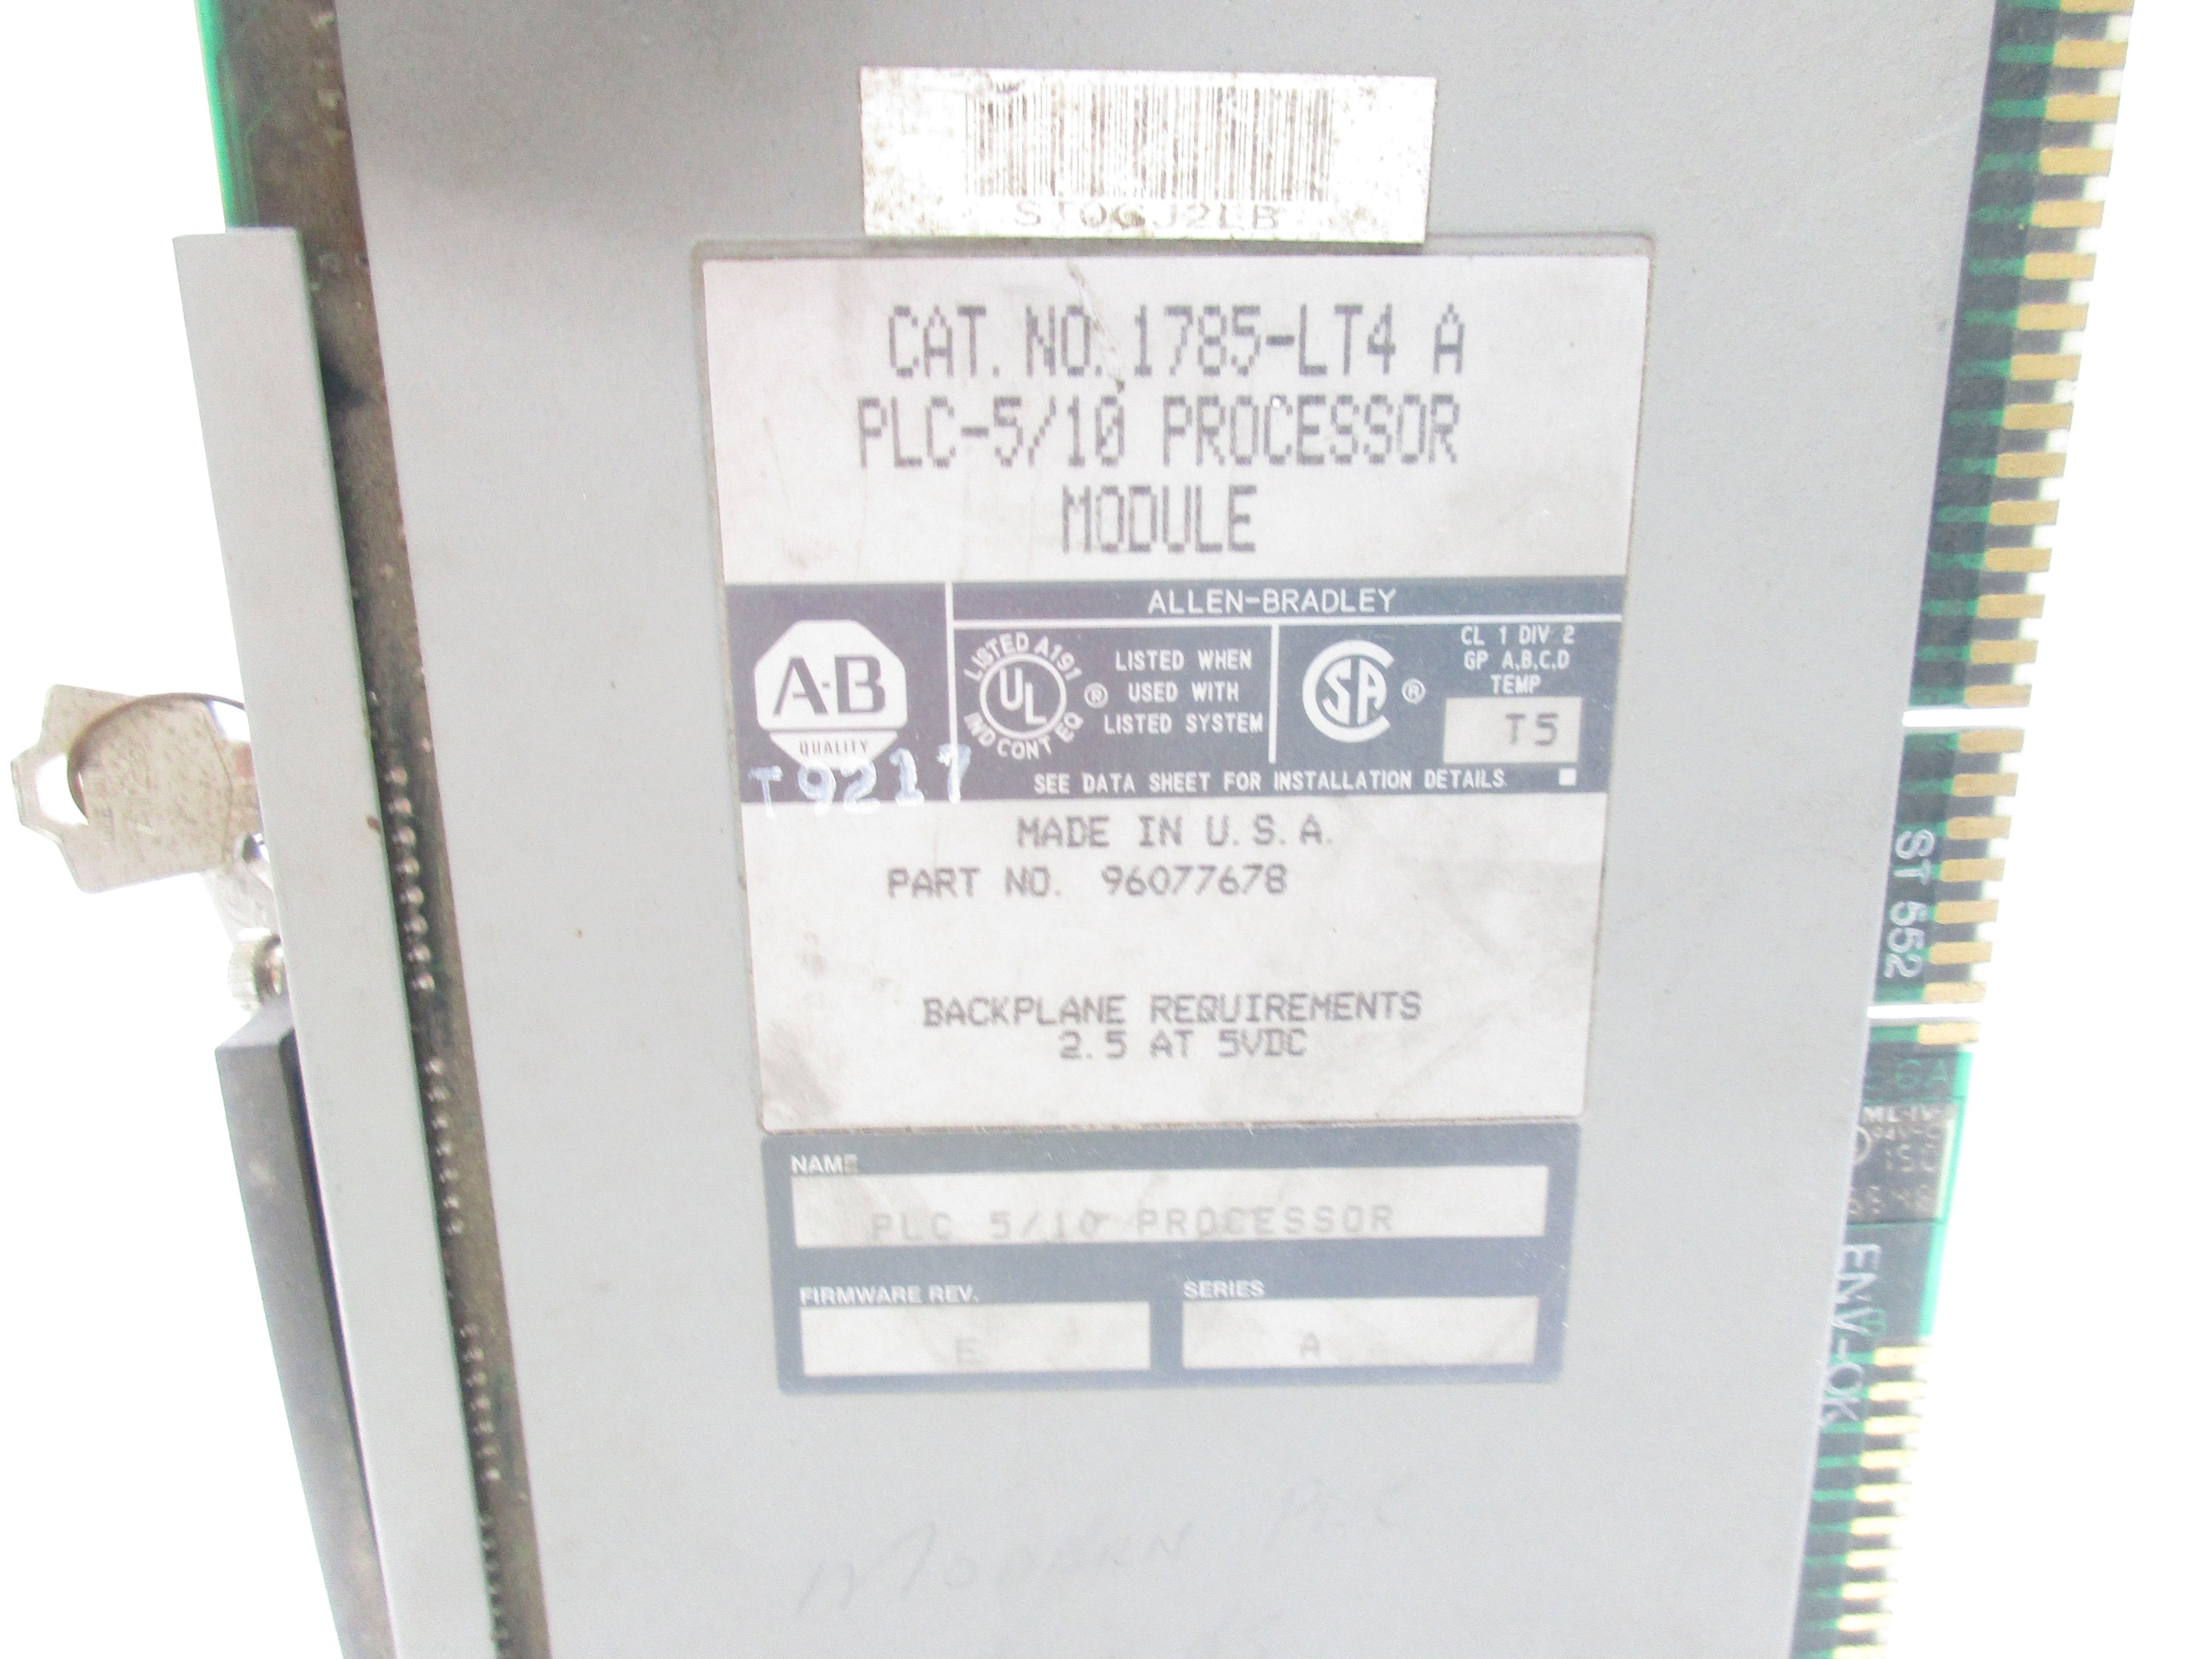 CAT. NO. 1785-LT4 A
PLC-5/10 PROCESSOR
MODULE
ALLEN-BRADLEY
A-B
QUALITY
LISTED A191
UL
IND CONT EQ
®
LISTED WHEN
USED WITH
LISTED SYSTEM
SA
®
CL 1 DIV 2
GP A,B,C,D
TEMP
T5
T9217
SEE DATA SHEET FOR INSTALLATION DETAILS
MADE IN U.S.A.
PART NO. 96077678
BACKPLANE REQUIREMENTS
2.5 AT 5VDC
NAME
PLC 5/10 PROCESSOR
FIRMWARE REV.
E
SERIES
A
MODERN PLC
ST 552
ENV-OK